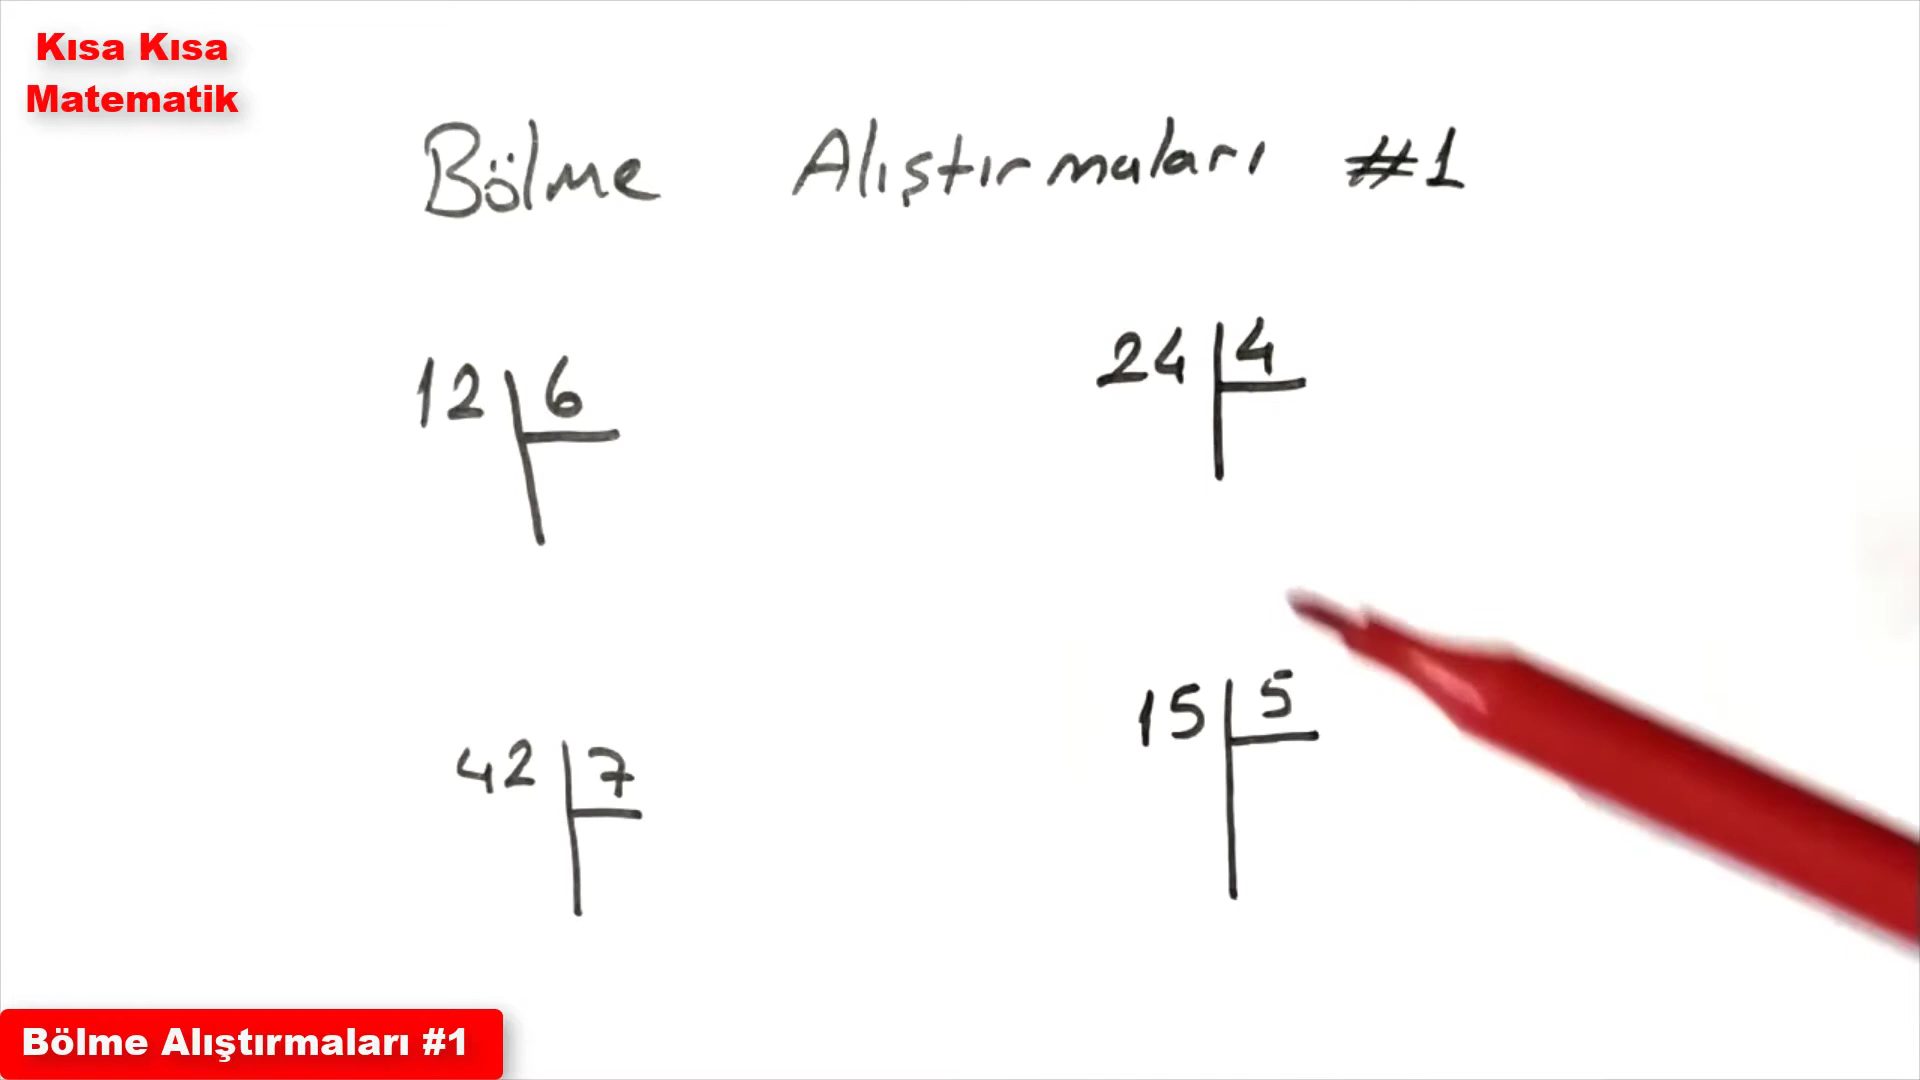 Kısa Kısa
Matematik
Bölme Alıştırmaları #1
12 6
24 4
42 7
15 5
Bölme Alıştırmaları #1